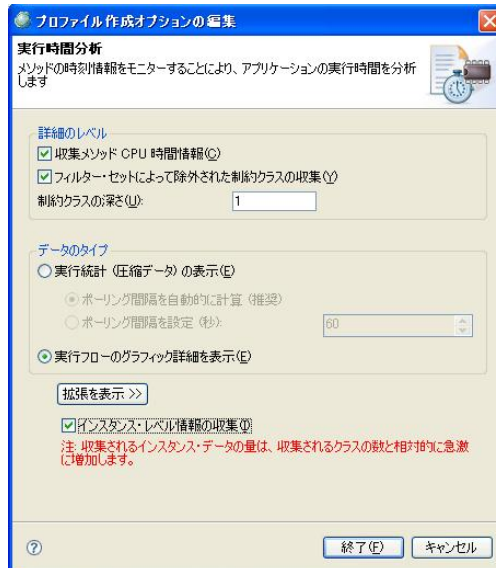 プロファイル作成オプションの編集
実行時間分析
メソッドの時刻情報をモニターすることにより、アプリケーションの実行時間を分析
します
詳細のレベル
収集メソッド CPU 時間情報(C)
フィルター・セットによって除外された制約クラスの収集(Y)
制約クラスの深さ(U): 1
データのタイプ
実行統計 (圧縮データ) の表示(E)
ポーリング間隔を自動的に計算 (推奨)
ポーリング間隔を設定 (秒): 60
実行フローのグラフィック詳細を表示(E)
拡張を表示 >>
インスタンス・レベル情報の収集(I)
注: 収集されるインスタンス・データの量は、収集されるクラスの数と相対的に急激
に増加します。
? 終了(F) キャンセル